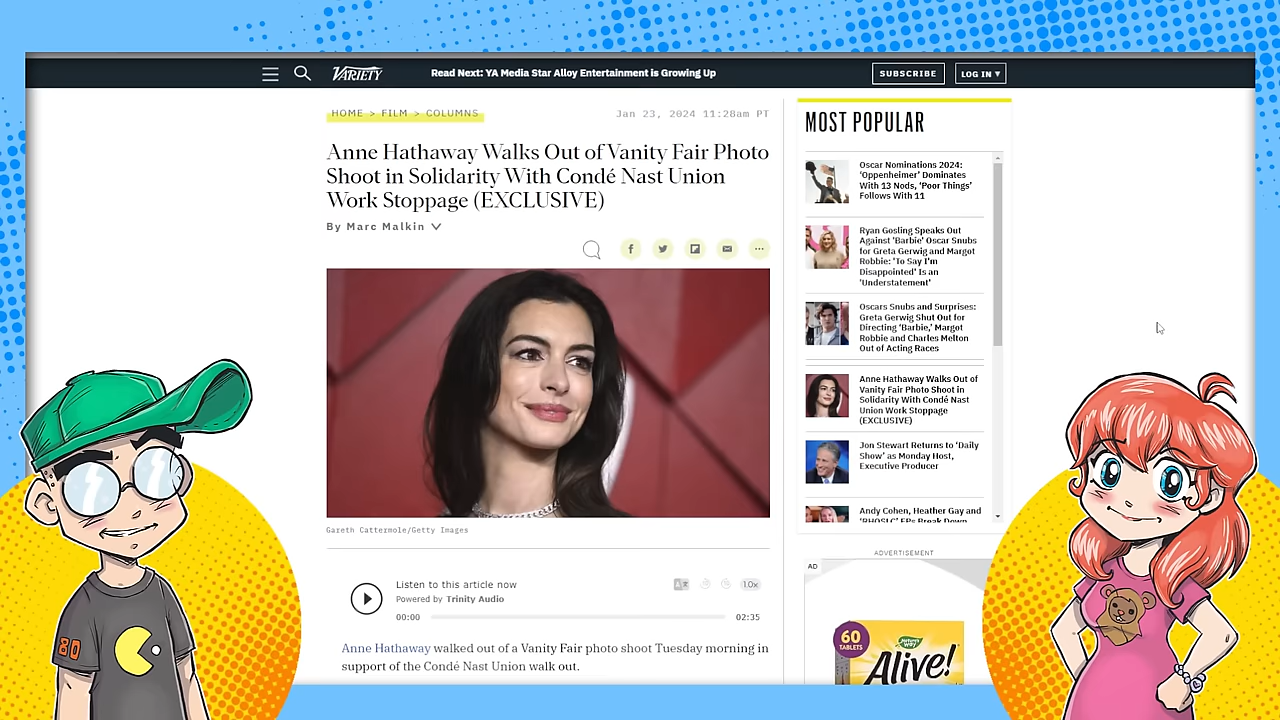 VARIETY
Read Next: YA Media Star Alloy Entertainment is Growing Up
SUBSCRIBE
LOG IN ▾
HOME > FILM > COLUMNS
Jan 23, 2024 11:28am PT
Anne Hathaway Walks Out of Vanity Fair Photo
Shoot in Solidarity With Condé Nast Union
Work Stoppage (EXCLUSIVE)
By Marc Malkin
Gareth Cattermole/Getty Images
Listen to this article now
Powered by Trinity Audio
1.0x
00:00
02:35
Anne Hathaway walked out of a Vanity Fair photo shoot Tuesday morning in
support of the Condé Nast Union walk out.
MOST POPULAR
Oscar Nominations 2024:
‘Oppenheimer’ Dominates
With 13 Nods, ‘Poor Things’
Follows With 11
Ryan Gosling Speaks Out
Against ‘Barbie’ Oscar Snubs
for Greta Gerwig and Margot
Robbie: ‘To Say I’m
Disappointed’ Is an
‘Understatement’
Oscars Snubs and Surprises:
Greta Gerwig Shut Out for
Directing ‘Barbie,’ Margot
Robbie and Charles Melton
Out of Acting Races
Anne Hathaway Walks Out of
Vanity Fair Photo Shoot in
Solidarity With Condé Nast
Union Work Stoppage
(EXCLUSIVE)
Jon Stewart Returns to ‘Daily
Show’ as Monday Host,
Executive Producer
Andy Cohen, Heather Gay and
‘RHOSLC’ EPs Break Down
ADVERTISEMENT
AD
60
TABLETS
Nature's
Way
Alive!
80